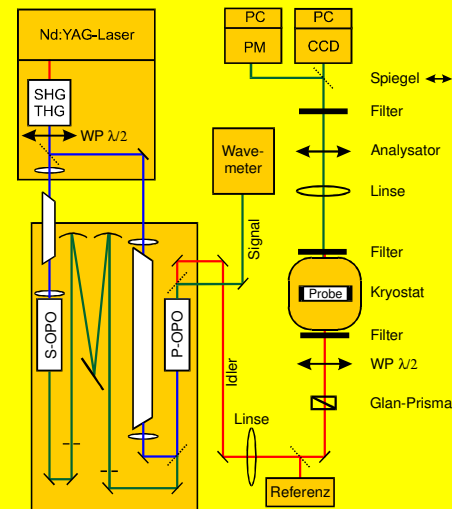 Nd:YAG-Laser
SHG
THG
WP λ/2
S-OPO
P-OPO
Wave-
meter
Signal
Idler
PC
PM
PC
CCD
Spiegel
Filter
Analysator
Linse
Filter
Probe
Kryostat
Filter
WP λ/2
Glan-Prisma
Linse
Referenz